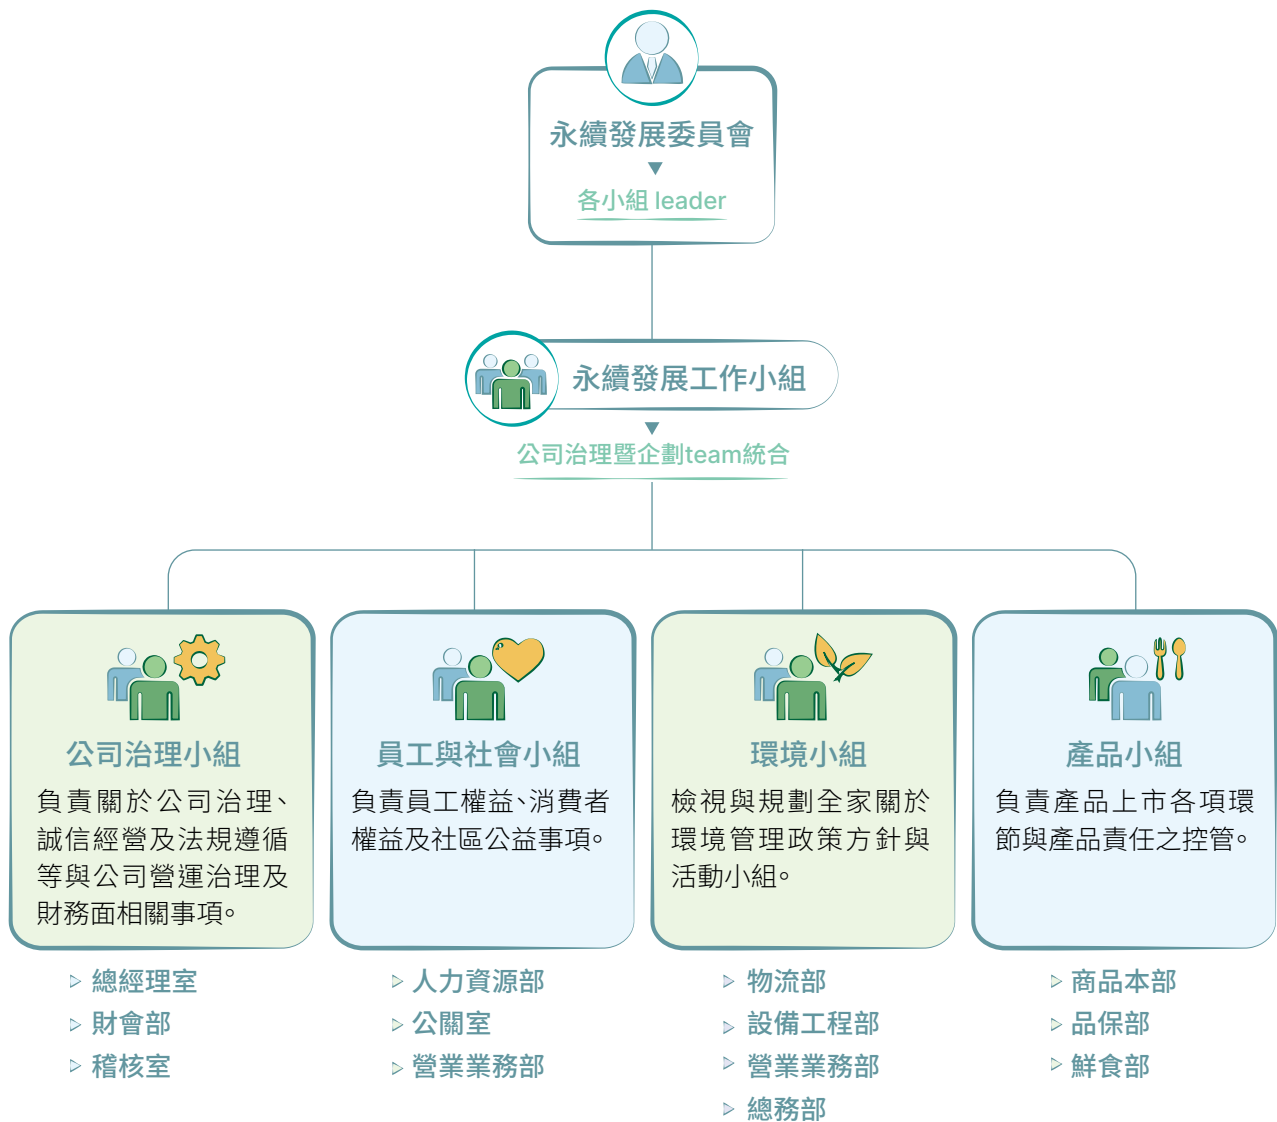 永續發展委員會
各小組 leader
永續發展工作小組
公司治理暨企劃team統合
公司治理小組
負責關於公司治理、
誠信經營及法規遵循
等與公司營運治理及
財務面相關事項。
總經理室
財會部
稽核室
員工與社會小組
負責員工權益、消費者
權益及社區公益事項。
人力資源部
公關室
營業業務部
環境小組
檢視與規劃全家關於
環境管理政策方針與
活動小組。
物流部
設備工程部
營業業務部
總務部
產品小組
負責產品上市各項環
節與產品責任之控管。
商品本部
品保部
鮮食部